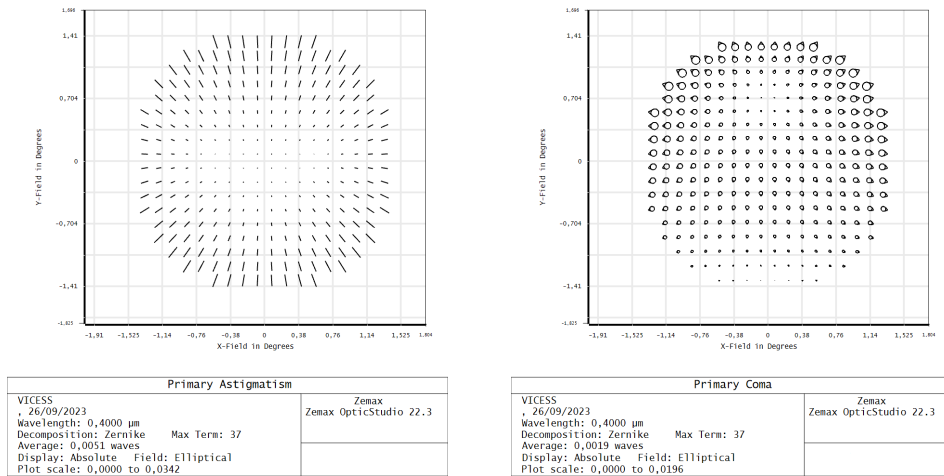 1,698
1,41
0,704
0
-0,704
-1,41
-1,825
Y-Field in Degrees
-1,91 -1,525 -1,14 -0,76 -0,38 0 0,38 0,76 1,14 1,525 1,804
X-Field in Degrees
Primary Astigmatism
VICESS
, 26/09/2023
Wavelength: 0,4000 µm
Decomposition: Zernike Max Term: 37
Average: 0,0051 waves
Display: Absolute Field: Elliptical
Plot scale: 0,0000 to 0,0342
Zemax
Zemax OpticStudio 22.3
1,698
1,41
0,704
0
-0,704
-1,41
-1,825
Y-Field in Degrees
-1,91 -1,525 -1,14 -0,76 -0,38 0 0,38 0,76 1,14 1,525 1,804
X-Field in Degrees
Primary Coma
VICESS
, 26/09/2023
Wavelength: 0,4000 µm
Decomposition: Zernike Max Term: 37
Average: 0,0019 waves
Display: Absolute Field: Elliptical
Plot scale: 0,0000 to 0,0196
Zemax
Zemax OpticStudio 22.3